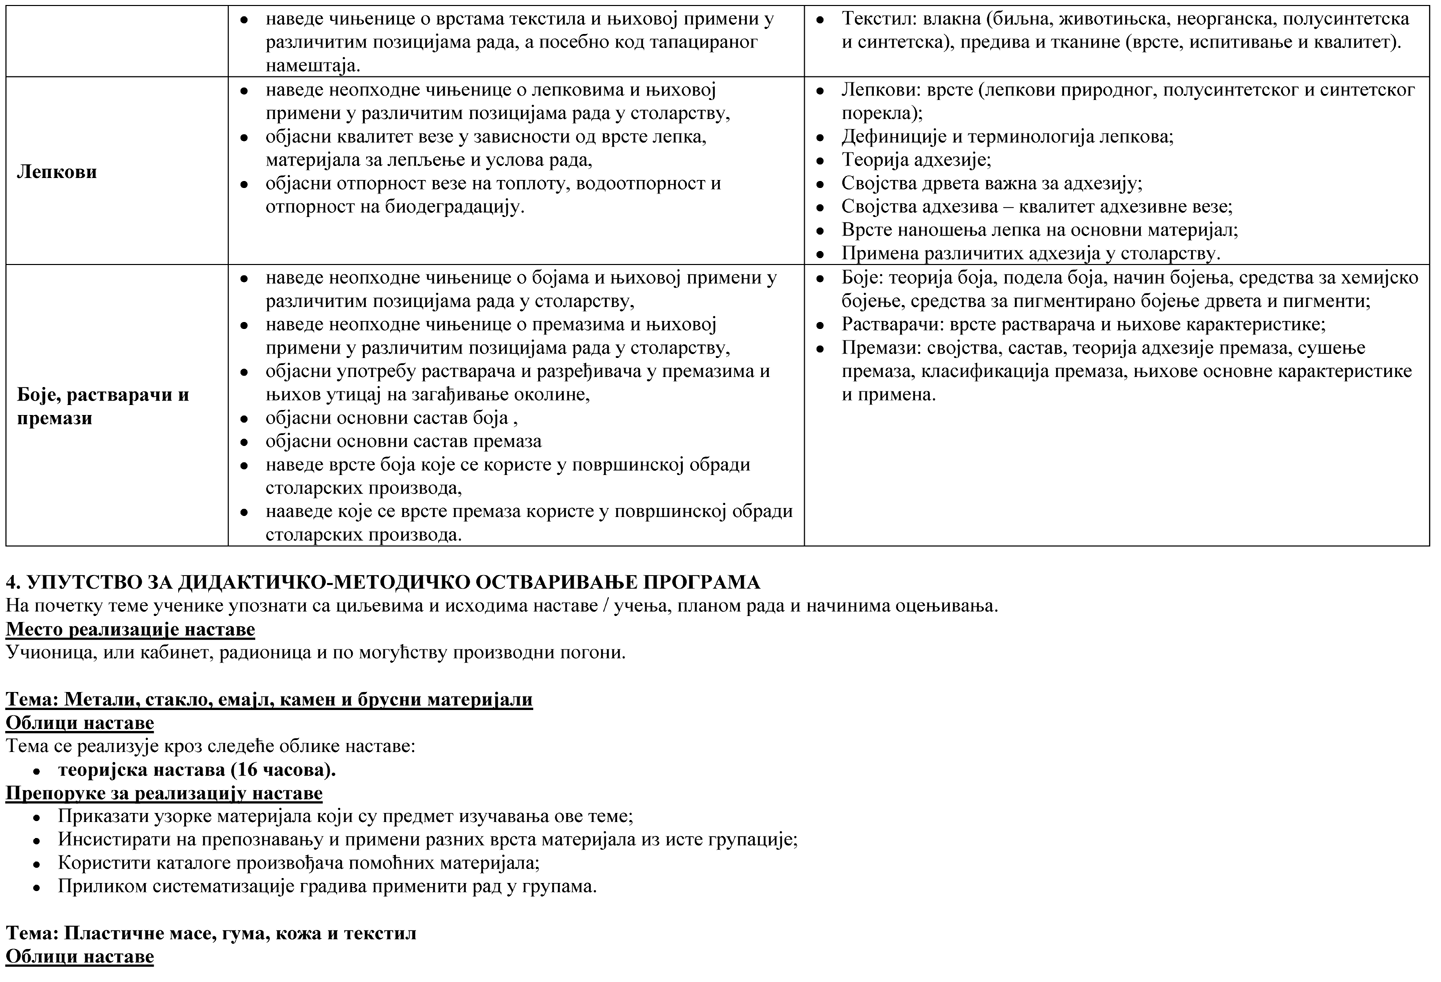 • наведе чињенице о врстама текстила и њиховој примени у
различитим позицијама рада, а посебно код тапацираног
намештаја.
• Текстил: влакна (биљна, животињска, неорганска, полусинтетска
и синтетска), предива и тканине (врсте, испитивање и квалитет).
Лепкови
• наведе неопходне чињенице о лепковима и њиховој
примени у различитим позицијама рада у столарству,
• објасни квалитет везе у зависности од врсте лепка,
материјала за лепљење и услова рада,
• објасни отпорност везе на топлоту, водоотпорност и
отпорност на биодеградацију.
• Лепкови: врсте (лепкови природног, полусинтетског и синтетског
порекла);
• Дефиниције и терминологија лепкова;
• Теорија адхезије;
• Својства дрвета важна за адхезију;
• Својства адхезива – квалитет адхезивне везе;
• Врсте наношења лепка на основни материјал;
• Примена различитих адхезија у столарству.
Боје, растварачи и
премази
• наведе неопходне чињенице о бојама и њиховој примени у
различитим позицијама рада у столарству,
• наведе неопходне чињенице о премазима и њиховој
примени у различитим позицијама рада у столарству,
• објасни употребу растварача и разређивача у премазима и
њихов утицај на загађивање околине,
• објасни основни састав боја ,
• објасни основни састав премаза
• наведе врсте боја које се користе у површинској обради
столарских производа,
• нааведе које се врсте премаза користе у површинској обради
столарских производа.
• Боје: теорија боја, подела боја, начин бојења, средства за хемијско
бојење, средства за пигментирано бојење дрвета и пигменти;
• Растварачи: врсте растварача и њихове карактеристике;
• Премази: својства, састав, теорија адхезије премаза, сушење
премаза, класификација премаза, њихове основне карактеристике
и примена.
4. УПУТСТВО ЗА ДИДАКТИЧКО-МЕТОДИЧКО ОСТВАРИВАЊЕ ПРОГРАМА
На почетку теме ученике упознати са циљевима и исходима наставе / учења, планом рада и начинима оцењивања.
Место реализације наставе
Учионица, или кабинет, радионица и по могућству производни погони.
Тема: Метали, стакло, емајл, камен и брусни материјали
Облици наставе
Тема се реализује кроз следеће облике наставе:
• теоријска настава (16 часова).
Препоруке за реализацију наставе
• Приказати узорке материјала који су предмет изучавања ове теме;
• Инсистирати на препознавању и примени разних врста материјала из исте групације;
• Користити каталоге произвођача помоћних материјала;
• Приликом систематизације градива применити рад у групама.
Тема: Пластичне масе, гума, кожа и текстил
Облици наставе